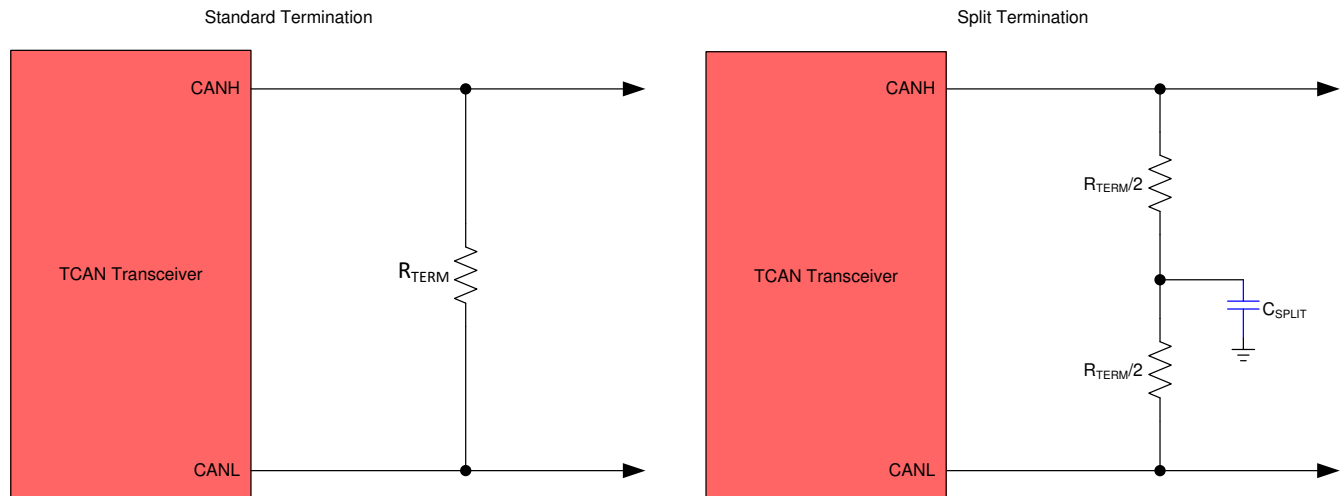 Standard Termination
CANH
TCAN Transceiver
RTERM
CANL
Split Termination
CANH
RTERM/2
TCAN Transceiver
CSPLIT
RTERM/2
CANL